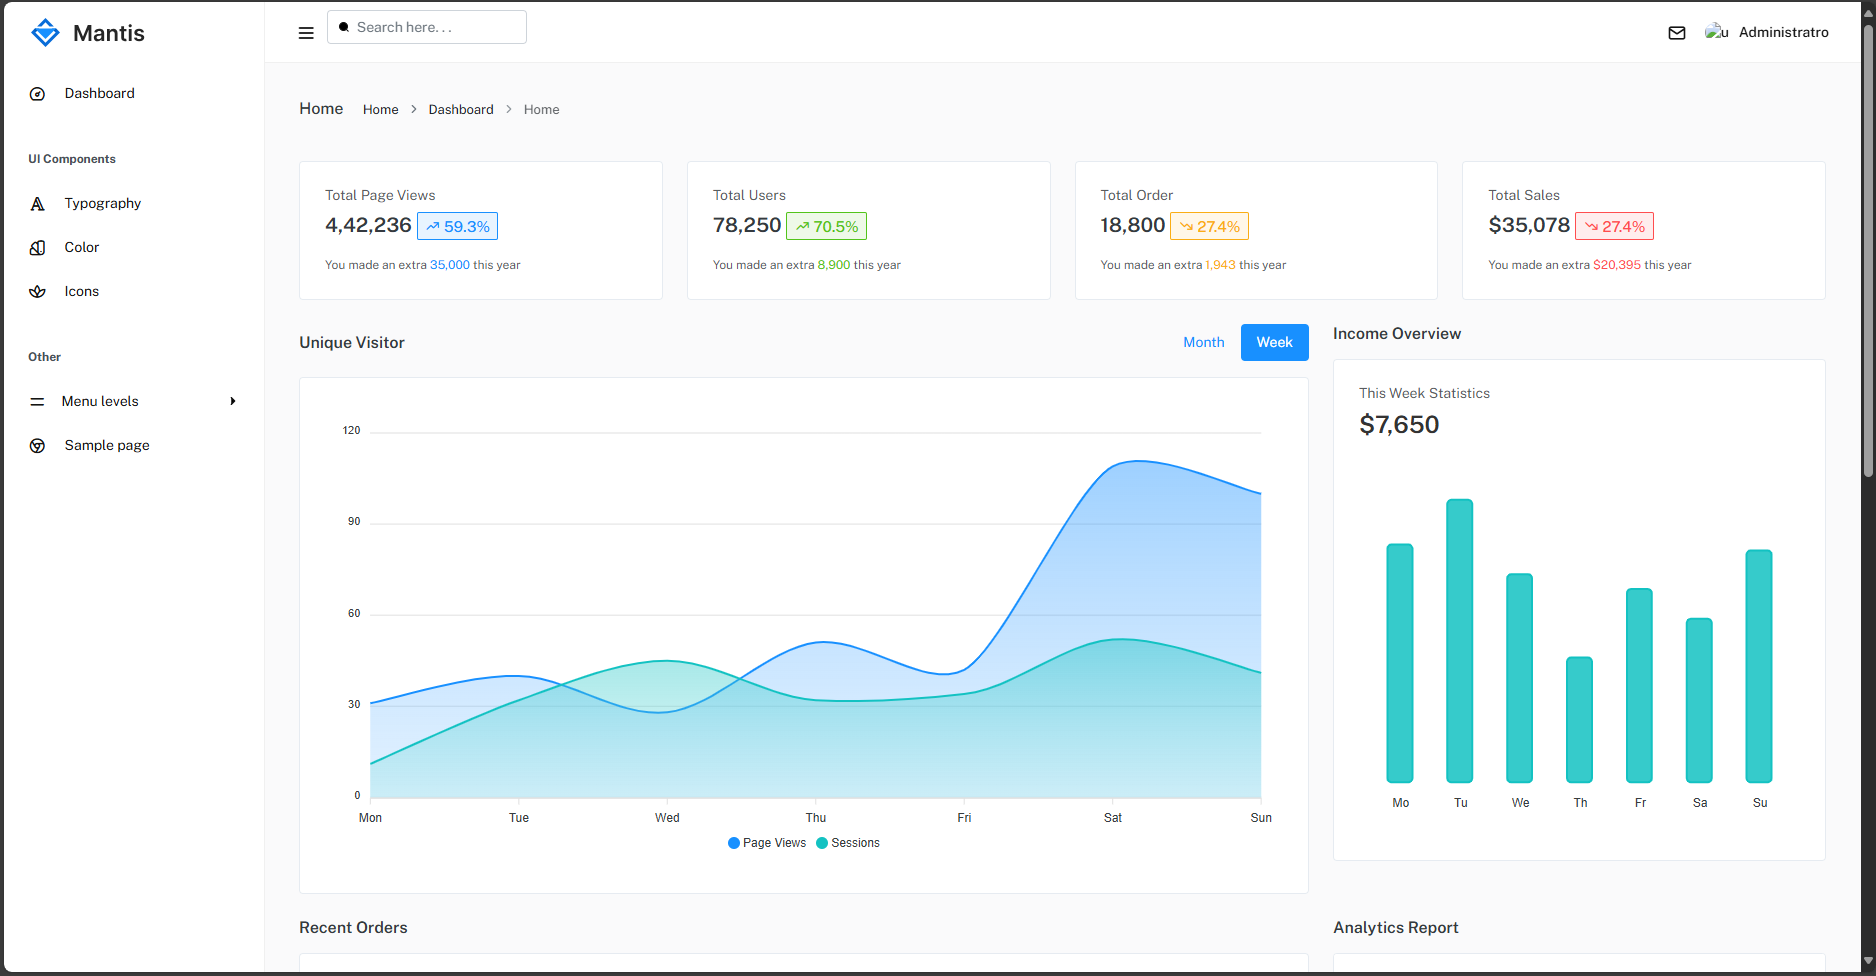 Mantis
Search here. . .
u Administratro
Dashboard
UI Components
Typography
Color
Icons
Other
Menu levels
Sample page
Home Home > Dashboard > Home
Total Page Views
4,42,236 59.3%
You made an extra 35,000 this year
Total Users
78,250 70.5%
You made an extra 8,900 this year
Total Order
18,800 27.4%
You made an extra 1,943 this year
Total Sales
$35,078 27.4%
You made an extra $20,395 this year
Unique Visitor
Month Week
120
90
60
30
0
Mon Tue Wed Thu Fri Sat Sun
Page Views Sessions
Income Overview
This Week Statistics
$7,650
Mo Tu We Th Fr Sa Su
Recent Orders
Analytics Report